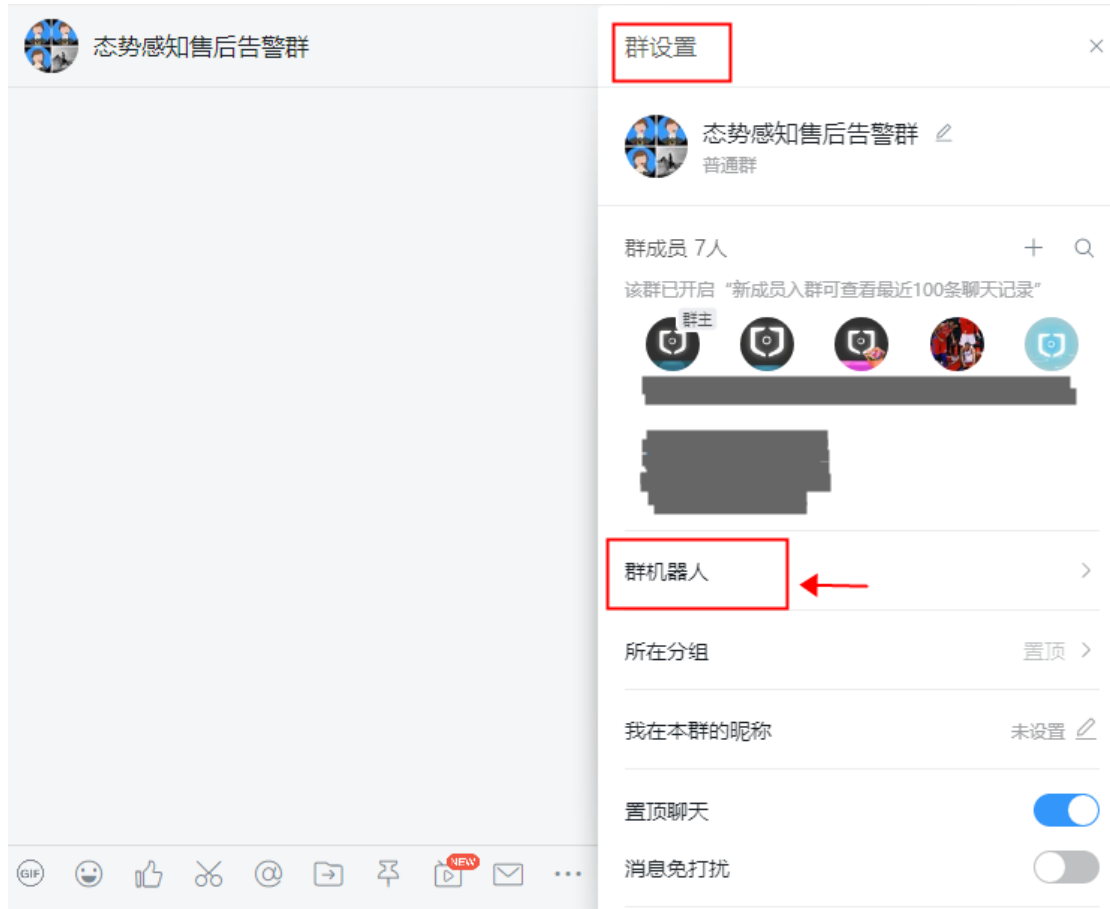 态势感知售后告警群
群设置
态势感知售后告警群
普通群
群成员 7人
该群已开启“新成员入群可查看最近100条聊天记录”
群主
群机器人
所在分组 置顶
我在本群的昵称 未设置
置顶聊天
消息免打扰
GIF
NEW